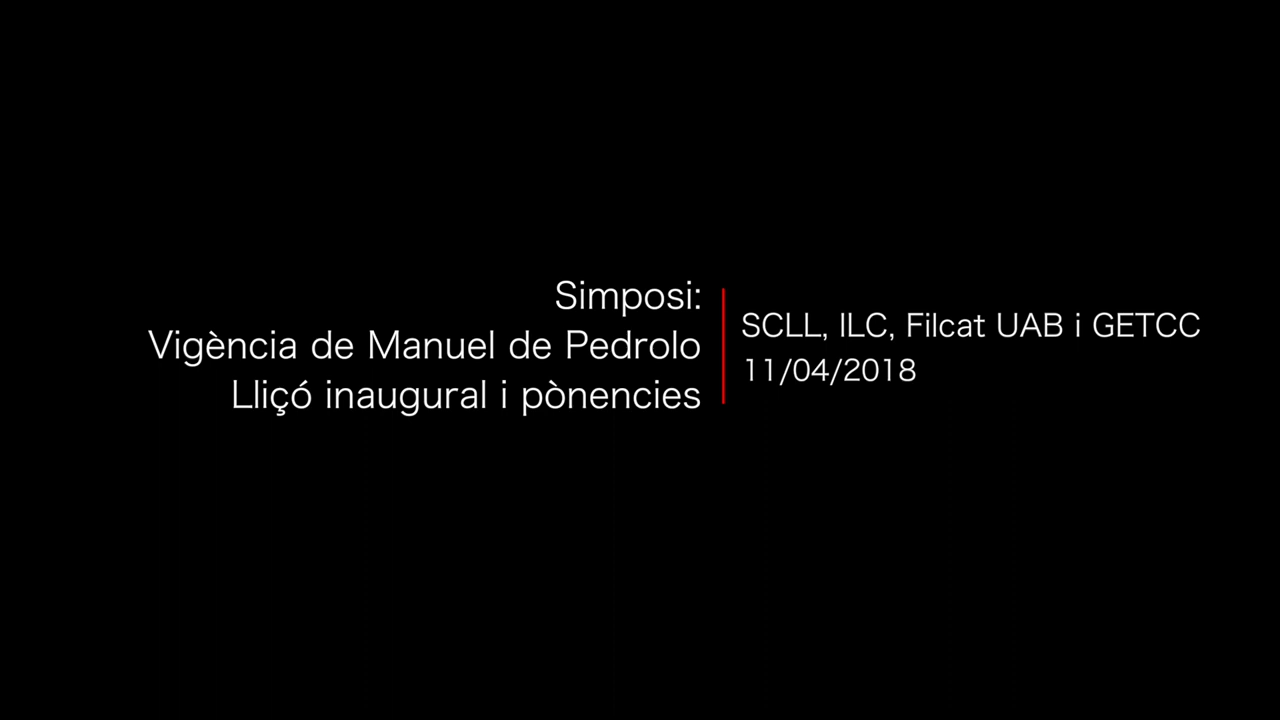 Simposi:
Vigència de Manuel de Pedrolo
Lliçó inaugural i pònencies
SCLL, ILC, Filcat UAB i GETCC
11/04/2018